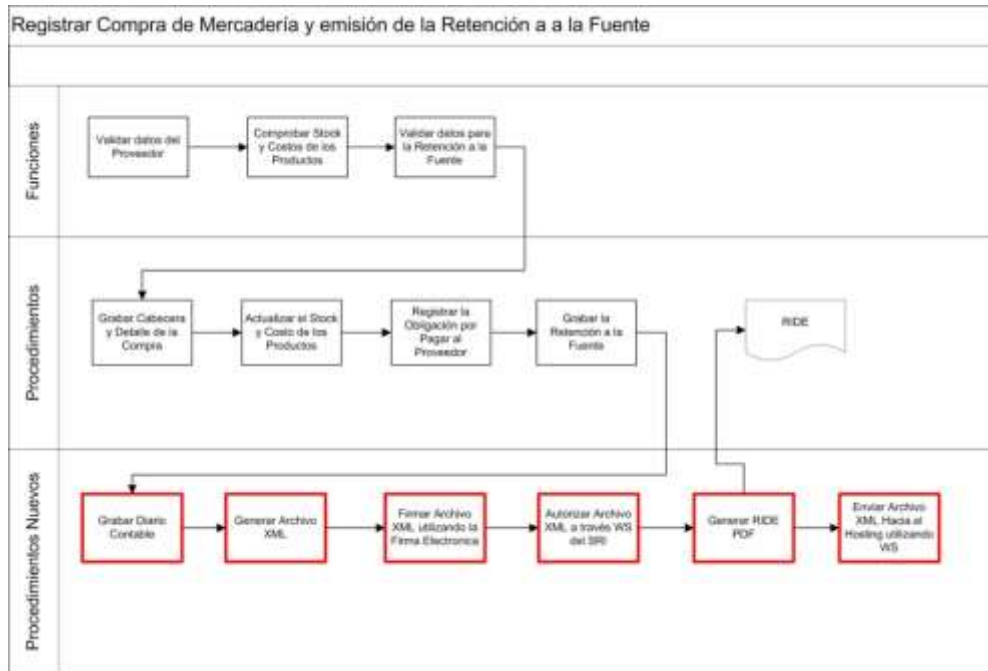 Registrar Compra de Mercadería y emisión de la Retención a a la Fuente
Funciones
Validar datos del
Proveedor
Comprobar Stock
y Costos de los
Productos
Validar datos para
la Retención a la
Fuente
Procedimientos
Grabar Cabecera
y Detalle de la
Compra
Actualizar el Stock
y Costo de los
Productos
Registrar la
Obligación por
Pagar al
Proveedor
Grabar la
Retención a la
Fuente
RIDE
Procedimientos Nuevos
Grabar Diario
Contable
Generar Archivo
XML
Firmar Archivo
XML utilizando la
Firma Electronica
Autorizar Archivo
XML a través WS
del SRI
Generar RIDE
PDF
Enviar Archivo
XML Hacia el
Hosting utilizando
WS